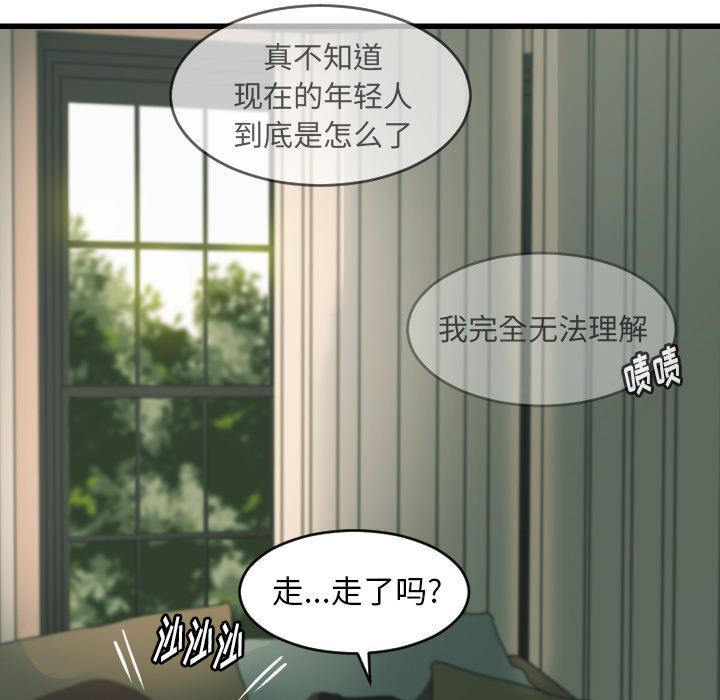 真不知道
现在的年轻人
到底是怎么了
我完全无法理解
啧啧
走...走了吗?
沙沙沙